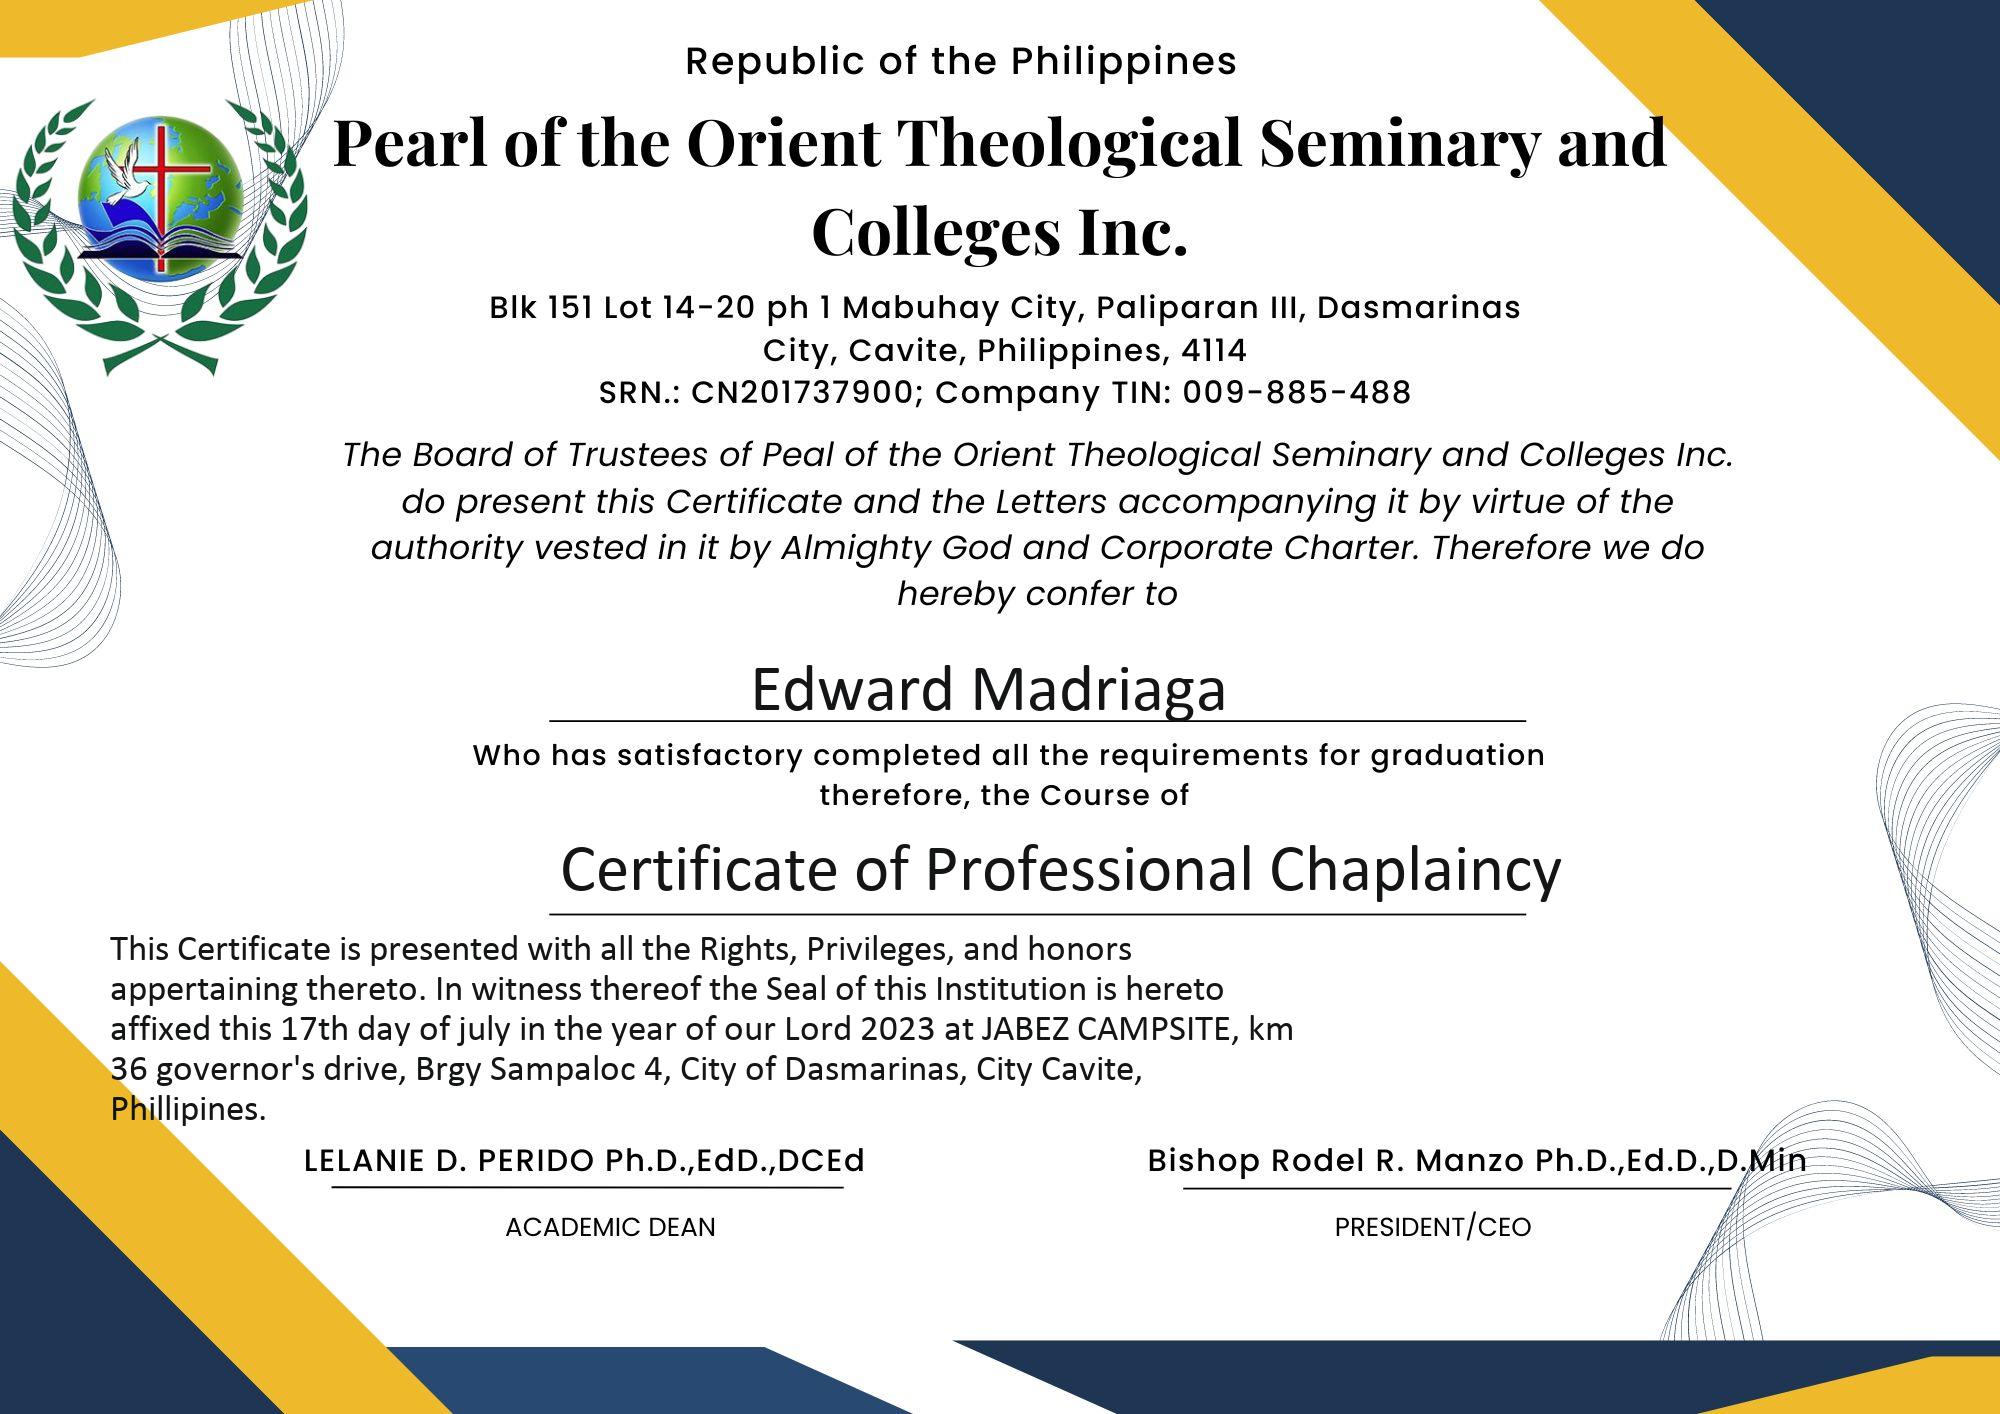 Republic of the Philippines
Pearl of the Orient Theological Seminary and
Colleges Inc.
Blk 151 Lot 14-20 ph 1 Mabuhay City, Paliparan III, Dasmarinas
City, Cavite, Philippines, 4114
SRN.: CN201737900; Company TIN: 009-885-488
The Board of Trustees of Peal of the Orient Theological Seminary and Colleges Inc.
do present this Certificate and the Letters accompanying it by virtue of the
authority vested in it by Almighty God and Corporate Charter. Therefore we do
hereby confer to
Edward Madriaga
Who has satisfactory completed all the requirements for graduation
therefore, the Course of
Certificate of Professional Chaplaincy
This Certificate is presented with all the Rights, Privileges, and honors
appertaining thereto. In witness thereof the Seal of this Institution is hereto
affixed this 17th day of july in the year of our Lord 2023 at JABEZ CAMPSITE, km
36 governor's drive, Brgy Sampaloc 4, City of Dasmarinas, City Cavite,
Phillipines.
LELANIE D. PERIDO Ph.D.,EdD.,DCEd
ACADEMIC DEAN
Bishop Rodel R. Manzo Ph.D.,Ed.D.,D.Min
PRESIDENT/CEO